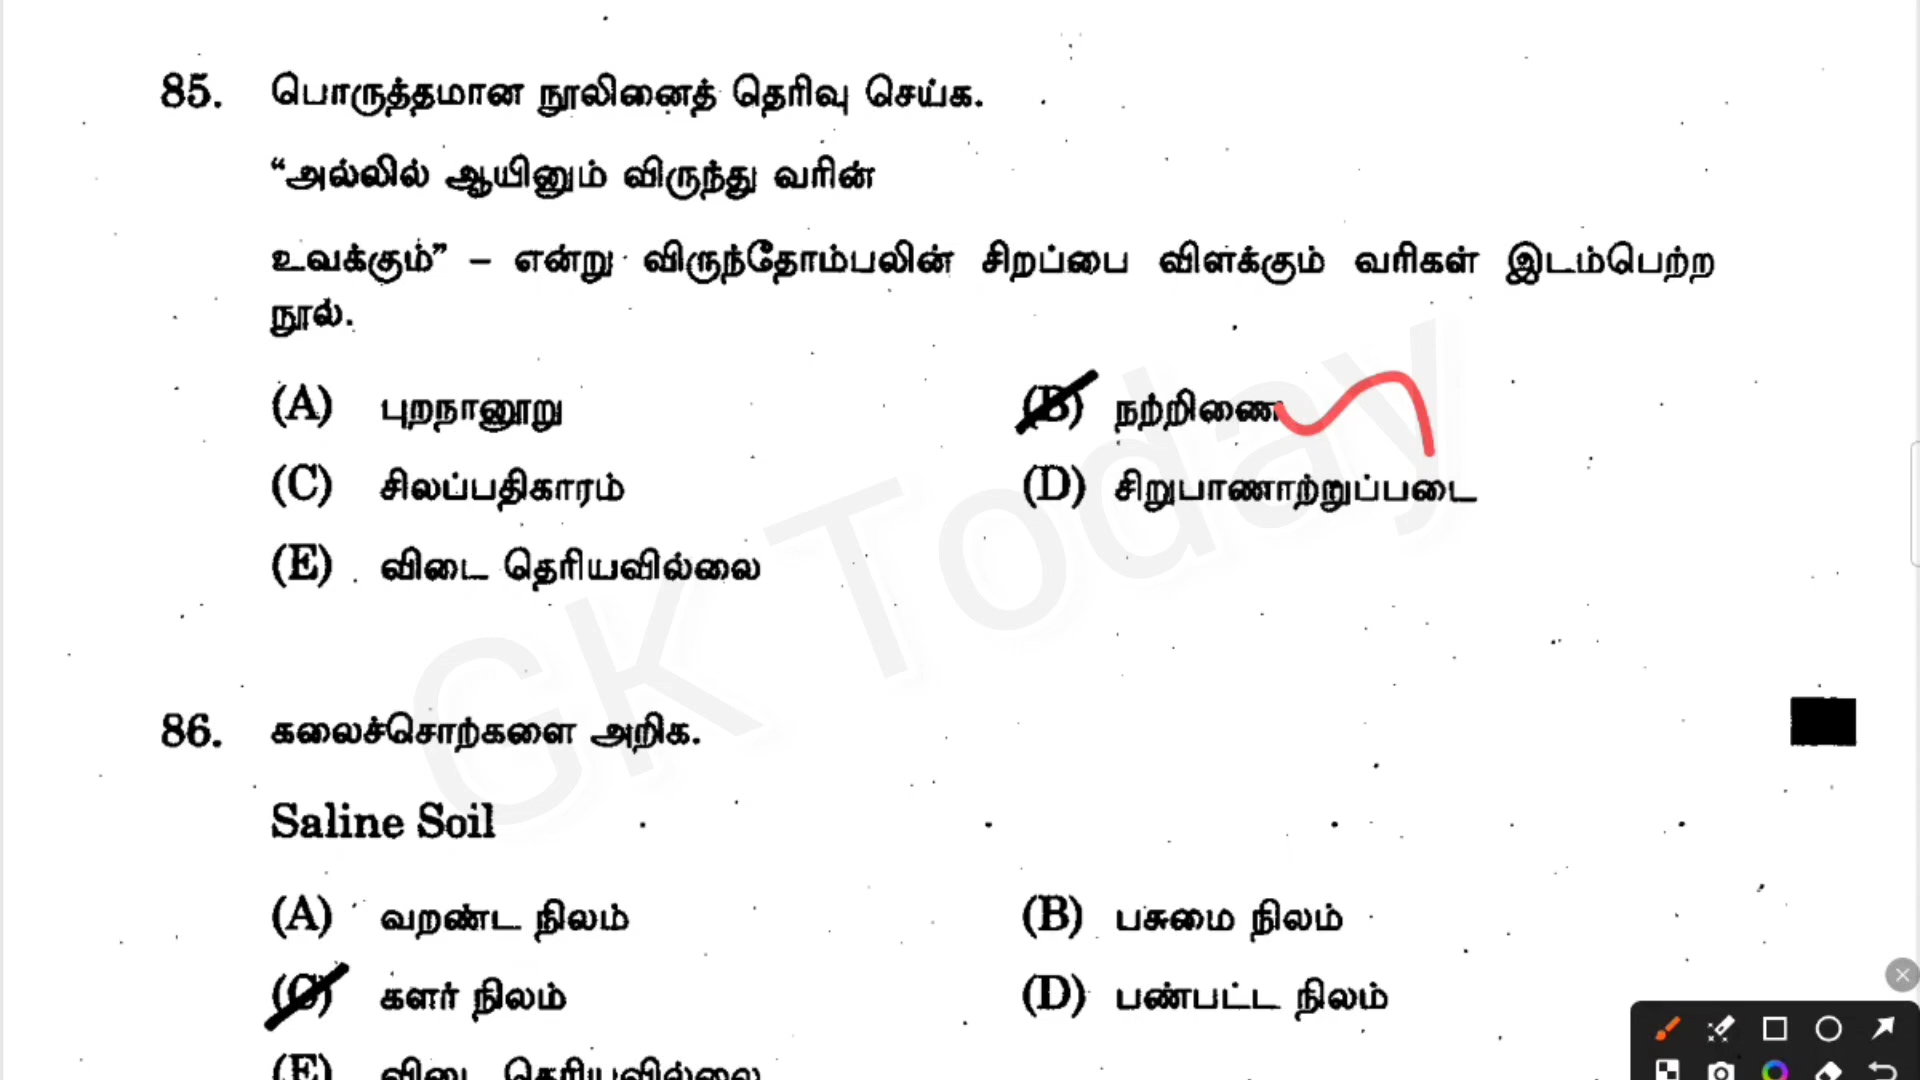 85. பொருத்தமான நூலினைத் தெரிவு செய்க.
“அல்லில் ஆயினும் விருந்து வரின்
உவக்கும்” – என்று விருந்தோம்பலின் சிறப்பை விளக்கும் வரிகள் இடம்பெற்ற
நூல்.
(A) புறநானூறு (B) நற்றிணை
(C) சிலப்பதிகாரம் (D) சிறுபாணாற்றுப்படை
(E) விடை தெரியவில்லை
GK Today
86. கலைச்சொற்களை அறிக.
Saline Soil
(A) வறண்ட நிலம் (B) பசுமை நிலம்
(C) களர் நிலம் (D) பண்பட்ட நிலம்
(E) விடை தெரியவில்லை